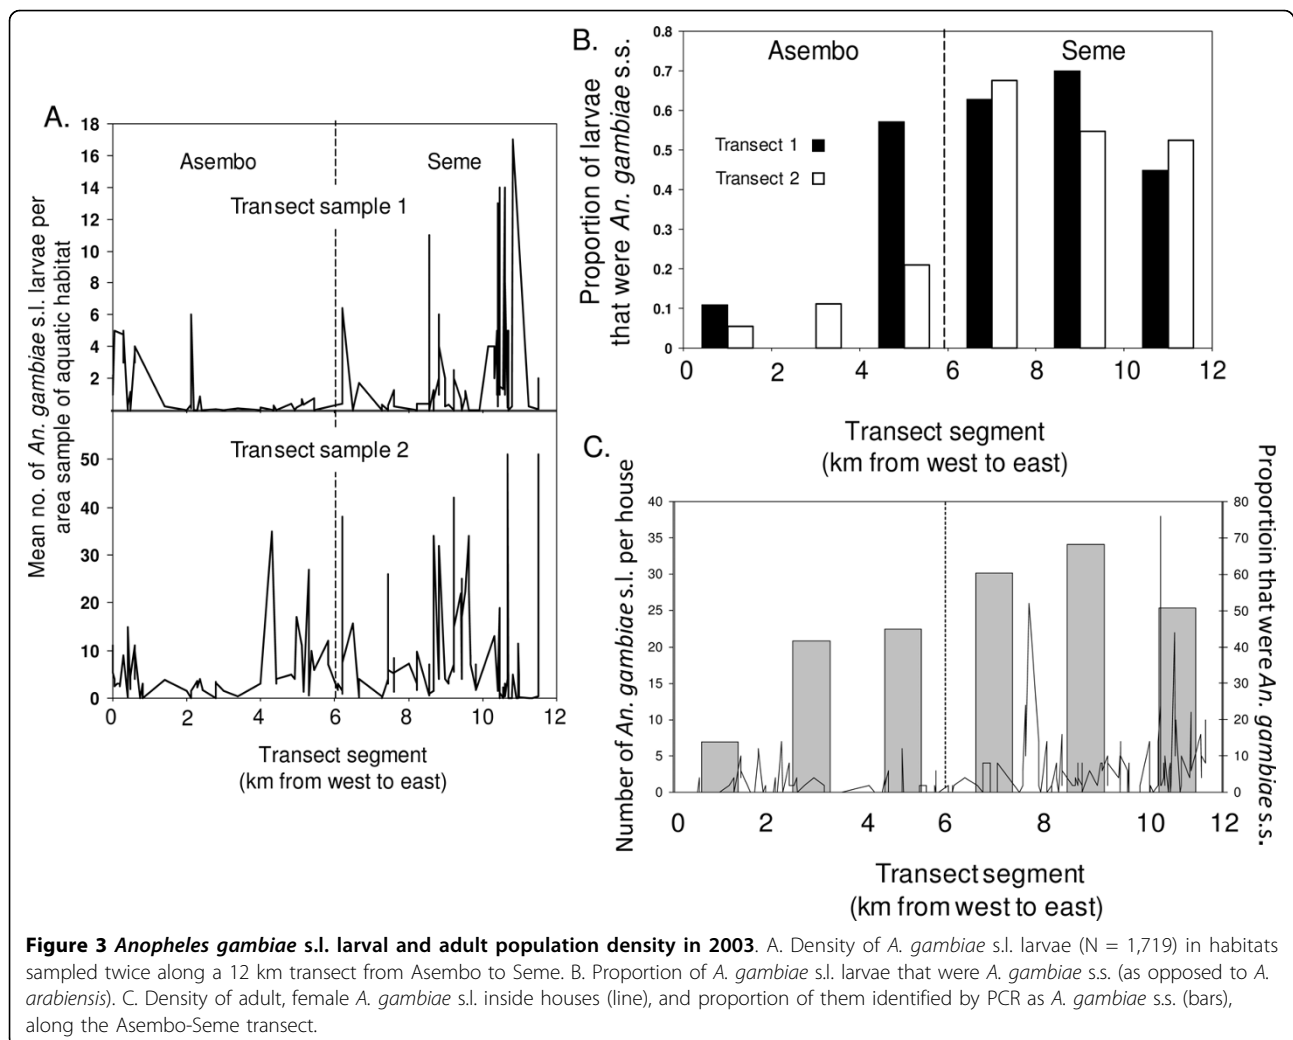 A.
18
16
14
12
10
8
6
4
2
Asembo
Seme
Transect sample 1
Mean no. of An. gambiae s.l. larvae per
area sample of aquatic habitat
Transect sample 2
50
40
30
20
10
0
0 2 4 6 8 10 12
Transect segment
(km from west to east)
B.
0.8
0.7
0.6
0.5
0.4
0.3
0.2
0.1
0
Asembo
Seme
Transect 1
Transect 2
Proportion of larvae
that were An. gambiae s.s.
0 2 4 6 8 10 12
Transect segment
(km from west to east)
C.
Number of An. gambiae s.l. per house
40
35
30
25
20
15
10
5
0
80
70
60
50
40
30
20
10
0
Proportioin that were An. gambiae s.s.
0 2 4 6 8 10 12
Transect segment
(km from west to east)
Figure 3 Anopheles gambiae s.l. larval and adult population density in 2003. A. Density of A. gambiae s.l. larvae (N = 1,719) in habitats
sampled twice along a 12 km transect from Asembo to Seme. B. Proportion of A. gambiae s.l. larvae that were A. gambiae s.s. (as opposed to A.
arabiensis). C. Density of adult, female A. gambiae s.l. inside houses (line), and proportion of them identified by PCR as A. gambiae s.s. (bars),
along the Asembo-Seme transect.